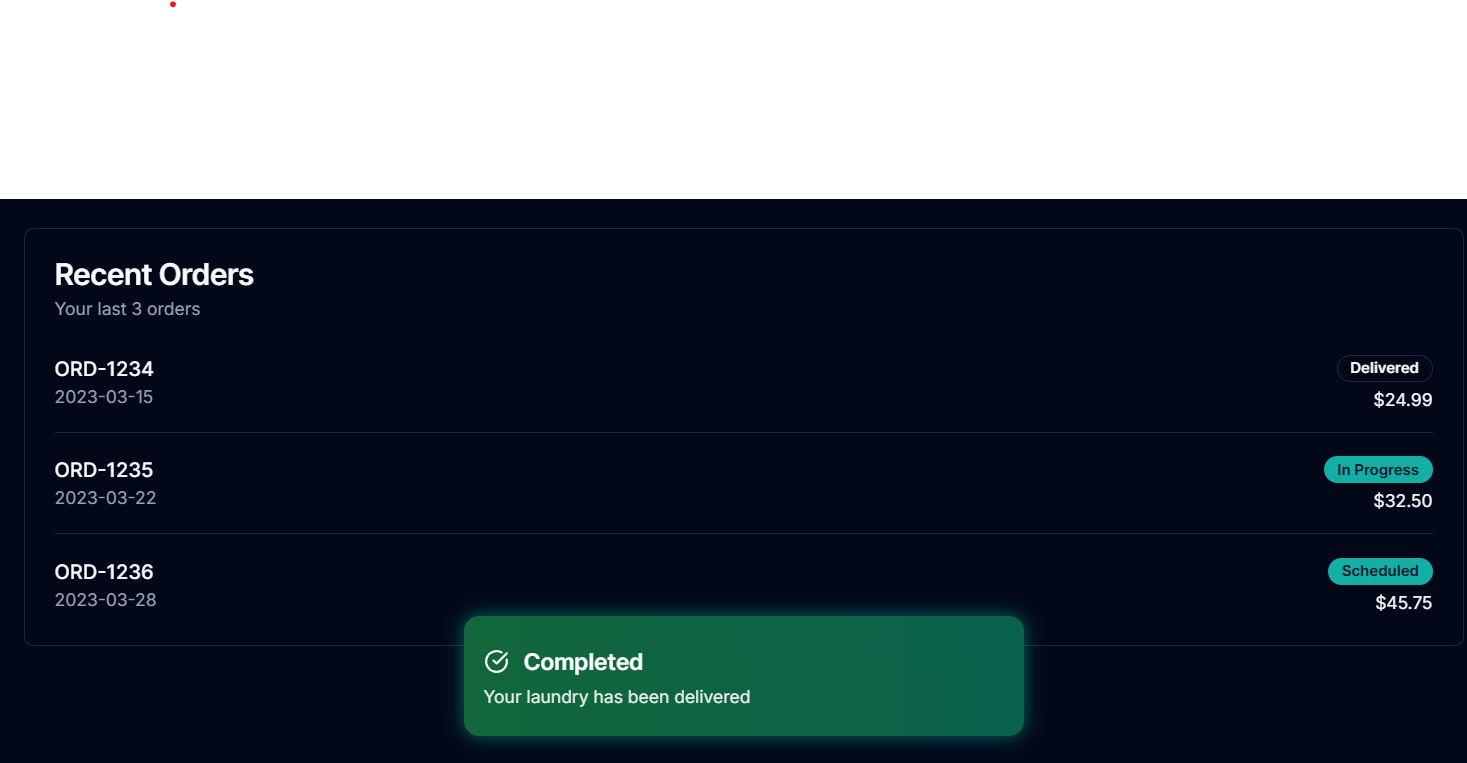 Recent Orders
Your last 3 orders
ORD-1234
Delivered
2023-03-15
$24.99
ORD-1235
In Progress
2023-03-22
$32.50
ORD-1236
Scheduled
2023-03-28
$45.75
Completed
Your laundry has been delivered